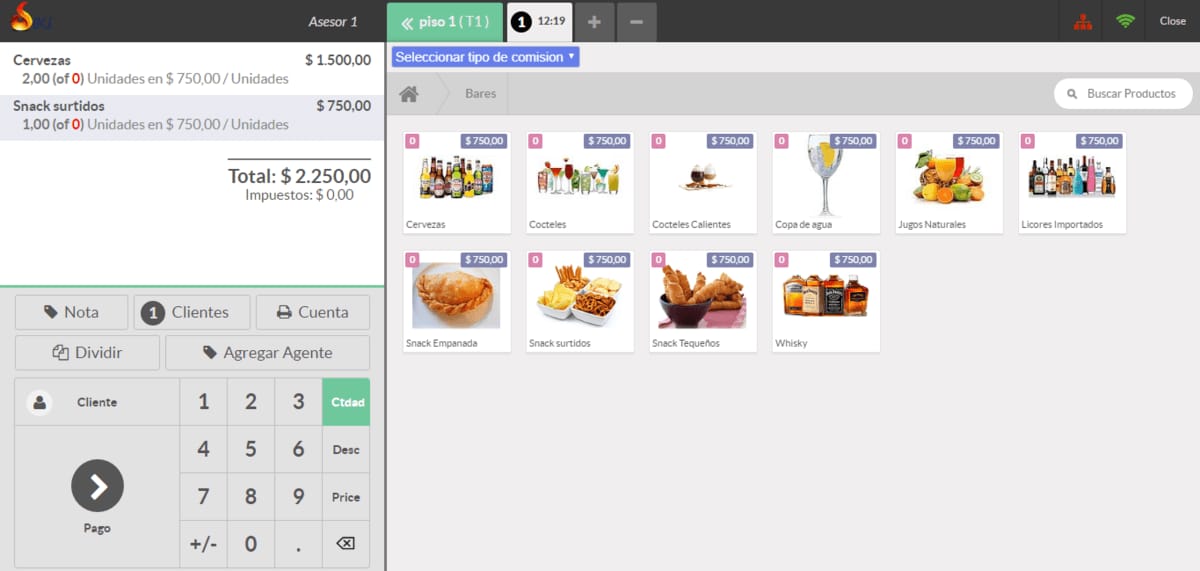 Asesor 1
piso 1 ( T1 )
1 12:19
+
−
Close
Cervezas $ 1.500,00
2,00 (of 0) Unidades en $ 750,00 / Unidades
Snack surtidos $ 750,00
1,00 (of 0) Unidades en $ 750,00 / Unidades
Total: $ 2.250,00
Impuestos: $ 0,00
Nota
1 Clientes
Cuenta
Dividir
Agregar Agente
Cliente
1 2 3 Ctdad
4 5 6 Desc
7 8 9 Price
+/- 0 .
Pago
Seleccionar tipo de comision
Bares
Buscar Productos
0 $ 750,00
Cervezas
0 $ 750,00
Cocteles
0 $ 750,00
Cocteles Calientes
0 $ 750,00
Copa de agua
0 $ 750,00
Jugos Naturales
0 $ 750,00
Licores Importados
0 $ 750,00
Snack Empanada
0 $ 750,00
Snack surtidos
0 $ 750,00
Snack Tequeños
0 $ 750,00
Whisky